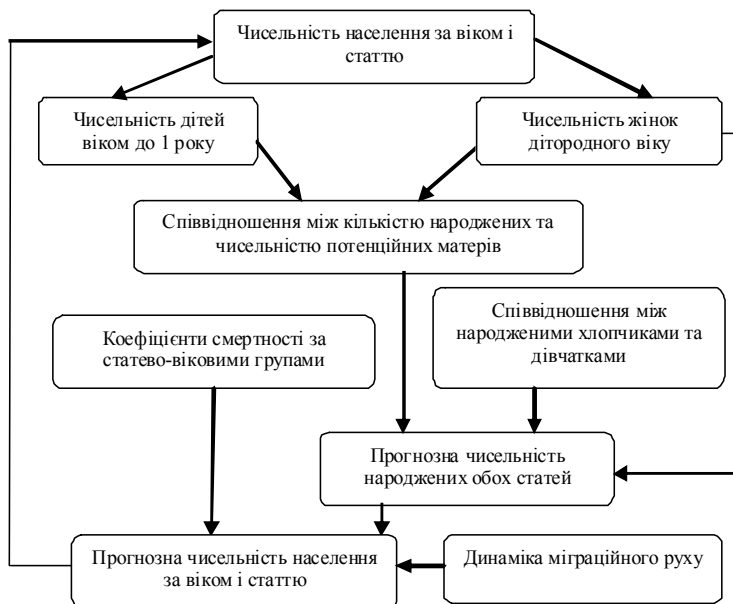 Чисельність населення за віком і
статтю
Чисельність дітей
віком до 1 року
Чисельність жінок
дітородного віку
Співвідношення між кількістю народжених та
чисельністю потенційних матерів
Співвідношення між
народженими хлопчиками та
дівчатками
Коефіцієнти смертності за
статево-віковими групами
Прогнозна чисельність
народжених обох статей
Прогнозна чисельність населення
за віком і статтю
Динаміка міграційного руху